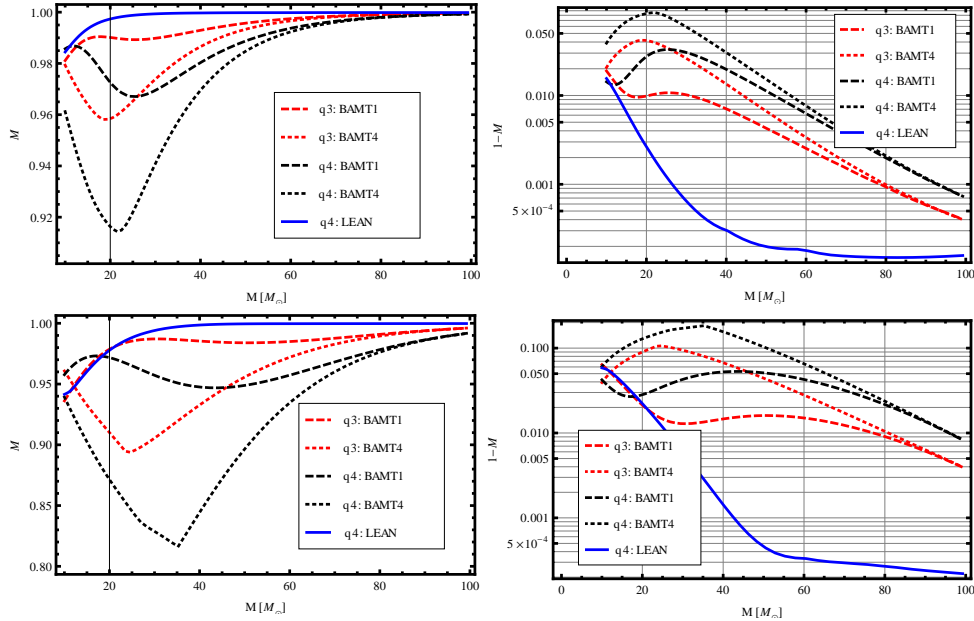 1.00
0.98
0.96
0.94
0.92
M
q3: BAMT1
q3: BAMT4
q4: BAMT1
q4: BAMT4
q4: LEAN
20 40 60 80 100
M [M☉]
0.050
0.010
0.005
0.001
5×10⁻⁴
1−M
q3: BAMT1
q3: BAMT4
q4: BAMT1
q4: BAMT4
q4: LEAN
0 20 40 60 80 100
M [M☉]
1.00
0.95
0.90
0.85
0.80
M
q3: BAMT1
q3: BAMT4
q4: BAMT1
q4: BAMT4
q4: LEAN
20 40 60 80 100
M [M☉]
0.100
0.050
0.010
0.005
0.001
5×10⁻⁴
1−M
q3: BAMT1
q3: BAMT4
q4: BAMT1
q4: BAMT4
q4: LEAN
0 20 40 60 80 100
M [M☉]